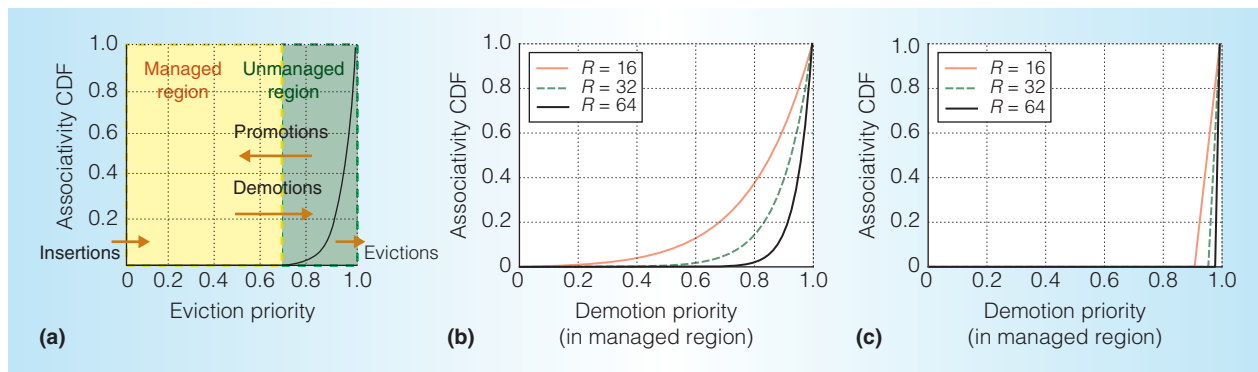 Associativity CDF
1.0
0.8
0.6
0.4
0.2
0
0.2
0.4
0.6
0.8
1.0
Managed
region
Unmanaged
region
Promotions
Demotions
Insertions
Evictions
Eviction priority
(a)
Associativity CDF
1.0
0.8
0.6
0.4
0.2
0
R = 16
R = 32
R = 64
0
0.2
0.4
0.6
0.8
1.0
Demotion priority
(in managed region)
(b)
Associativity CDF
1.0
0.8
0.6
0.4
0.2
0
R = 16
R = 32
R = 64
0
0.2
0.4
0.6
0.8
1.0
Demotion priority
(in managed region)
(c)